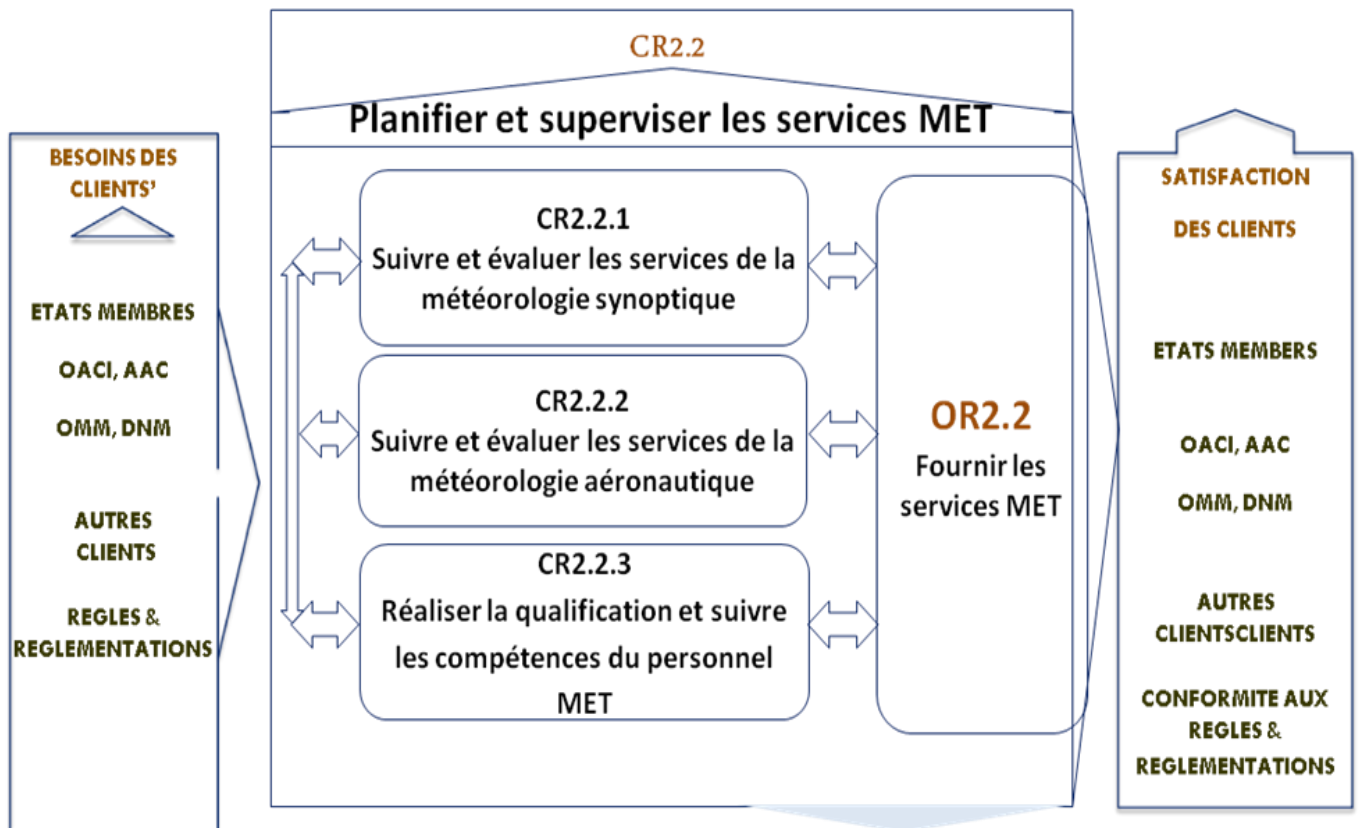 CR2.2
Planifier et superviser les services MET
BESOINS DES
CLIENTS’
ETATS MEMBRES
OACI, AAC
OMM, DNM
AUTRES
CLIENTS
REGLES &
REGLEMENTATIONS
CR2.2.1
Suivre et évaluer les services de la
météorologie synoptique
CR2.2.2
Suivre et évaluer les services de la
météorologie aéronautique
CR2.2.3
Réaliser la qualification et suivre
les compétences du personnel
MET
OR2.2
Fournir les
services MET
SATISFACTION
DES CLIENTS
ETATS MEMBERS
OACI, AAC
OMM, DNM
AUTRES
CLIENTSCLIENTS
CONFORMITE AUX
REGLES &
REGLEMENTATIONS